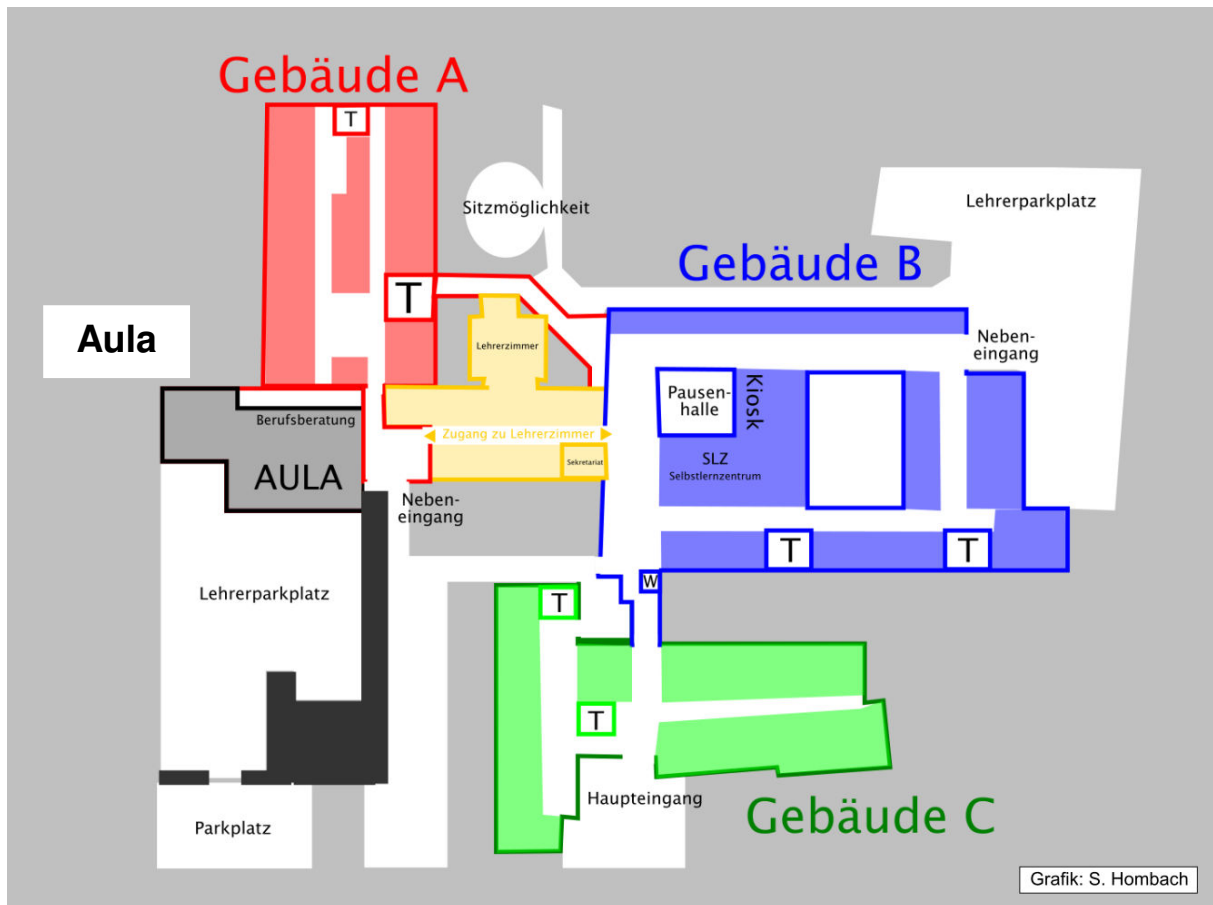 Gebäude A
T
Sitzmöglichkeit
Lehrerparkplatz
Gebäude B
T
Aula
Lehrerzimmer
Neben-
eingang
Pausen-
halle
Kiosk
Berufsberatung
Zugang zu Lehrerzimmer
AULA
Sekretariat
SLZ
Selbstlernzentrum
Neben-
eingang
T
T
W
Lehrerparkplatz
T
T
Haupteingang
Gebäude C
Parkplatz
Grafik: S. Hombach